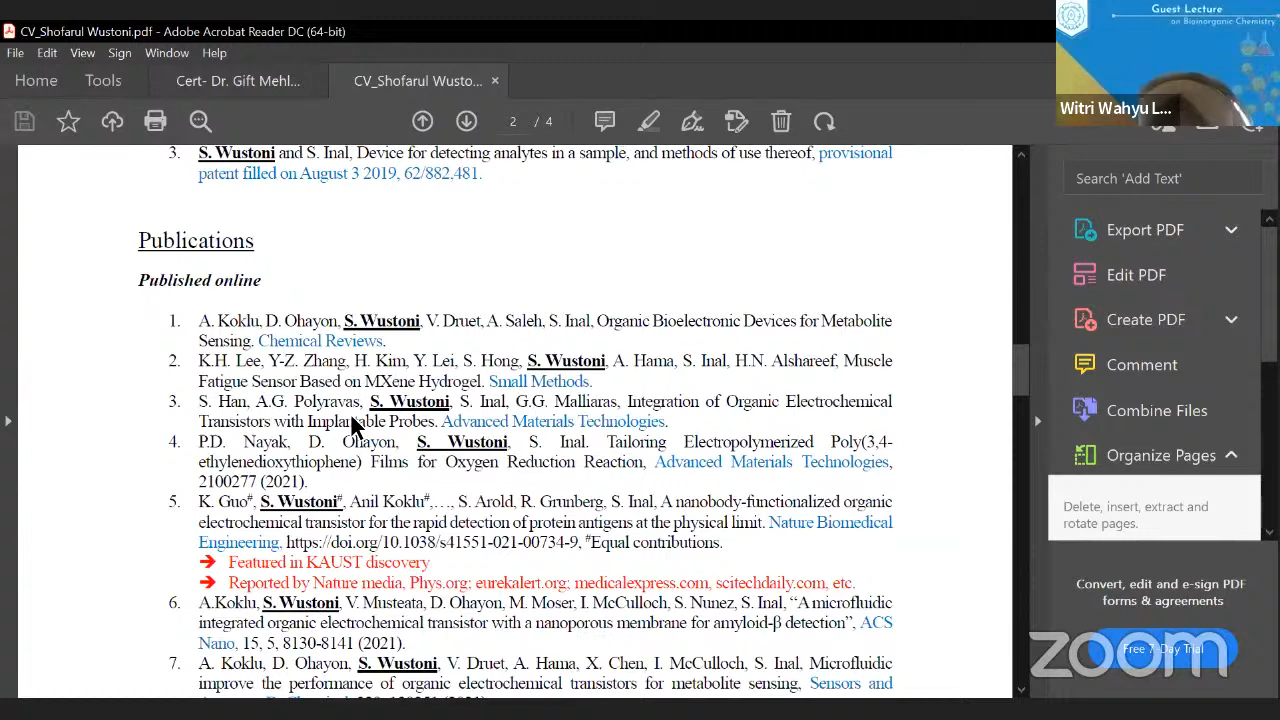 CV_Shofarul Wustoni.pdf - Adobe Acrobat Reader DC (64-bit)
File Edit View Sign Window Help
Home Tools Cert- Dr. Gift Mehl... CV_Shofarul Wusto... ×
2 / 4
Guest Lecture
on Bioinorganic Chemistry
Witri Wahyu L...
3. S. Wustoni and S. Inal, Device for detecting analytes in a sample, and methods of use thereof, provisional
patent filled on August 3 2019, 62/882.481.
Publications
Published online
1. A. Koklu, D. Ohayon, S. Wustoni, V. Druet, A. Saleh, S. Inal, Organic Bioelectronic Devices for Metabolite
Sensing. Chemical Reviews.
2. K.H. Lee, Y-Z. Zhang, H. Kim, Y. Lei, S. Hong, S. Wustoni, A. Hama, S. Inal, H.N. Alshareef, Muscle
Fatigue Sensor Based on MXene Hydrogel. Small Methods.
3. S. Han, A.G. Polyravas, S. Wustoni, S. Inal, G.G. Malliaras, Integration of Organic Electrochemical
Transistors with Implantable Probes. Advanced Materials Technologies.
4. P.D. Nayak, D. Ohayon, S. Wustoni, S. Inal. Tailoring Electropolymerized Poly(3,4-
ethylenedioxythiophene) Films for Oxygen Reduction Reaction, Advanced Materials Technologies,
2100277 (2021).
5. K. Guo#, S. Wustoni#, Anil Koklu#,…, S. Arold, R. Grunberg, S. Inal, A nanobody-functionalized organic
electrochemical transistor for the rapid detection of protein antigens at the physical limit. Nature Biomedical
Engineering, https://doi.org/10.1038/s41551-021-00734-9, #Equal contributions.
➔ Featured in KAUST discovery
➔ Reported by Nature media, Phys.org; eurekalert.org; medicalexpress.com, scitechdaily.com, etc.
6. A.Koklu, S. Wustoni, V. Musteata, D. Ohayon, M. Moser, I. McCulloch, S. Nunez, S. Inal, “A microfluidic
integrated organic electrochemical transistor with a nanoporous membrane for amyloid-β detection”, ACS
Nano, 15, 5, 8130-8141 (2021).
7. A. Koklu, D. Ohayon, S. Wustoni, V. Druet, A. Hama, X. Chen, I. McCulloch, S. Inal, Microfluidic
improve the performance of organic electrochemical transistors for metabolite sensing, Sensors and
Search 'Add Text'
Export PDF
Edit PDF
Create PDF
Comment
Combine Files
Organize Pages
Delete, insert, extract and
rotate pages.
Convert, edit and e-sign PDF
forms & agreements
Free 7-Day Trial
zoom